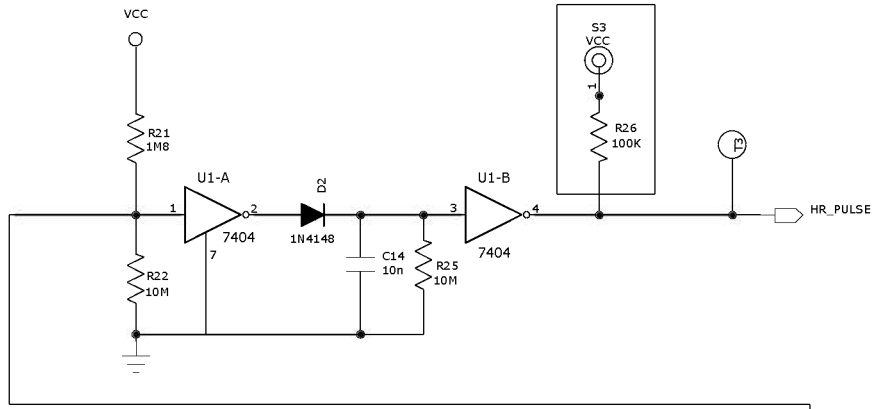 VCC
S3
VCC
1
R21
1M8
R26
100K
T3
U1-A
D2
U1-B
1
2
3
4
HR_PULSE
7404
1N4148
7404
7
C14
10n
R25
10M
R22
10M